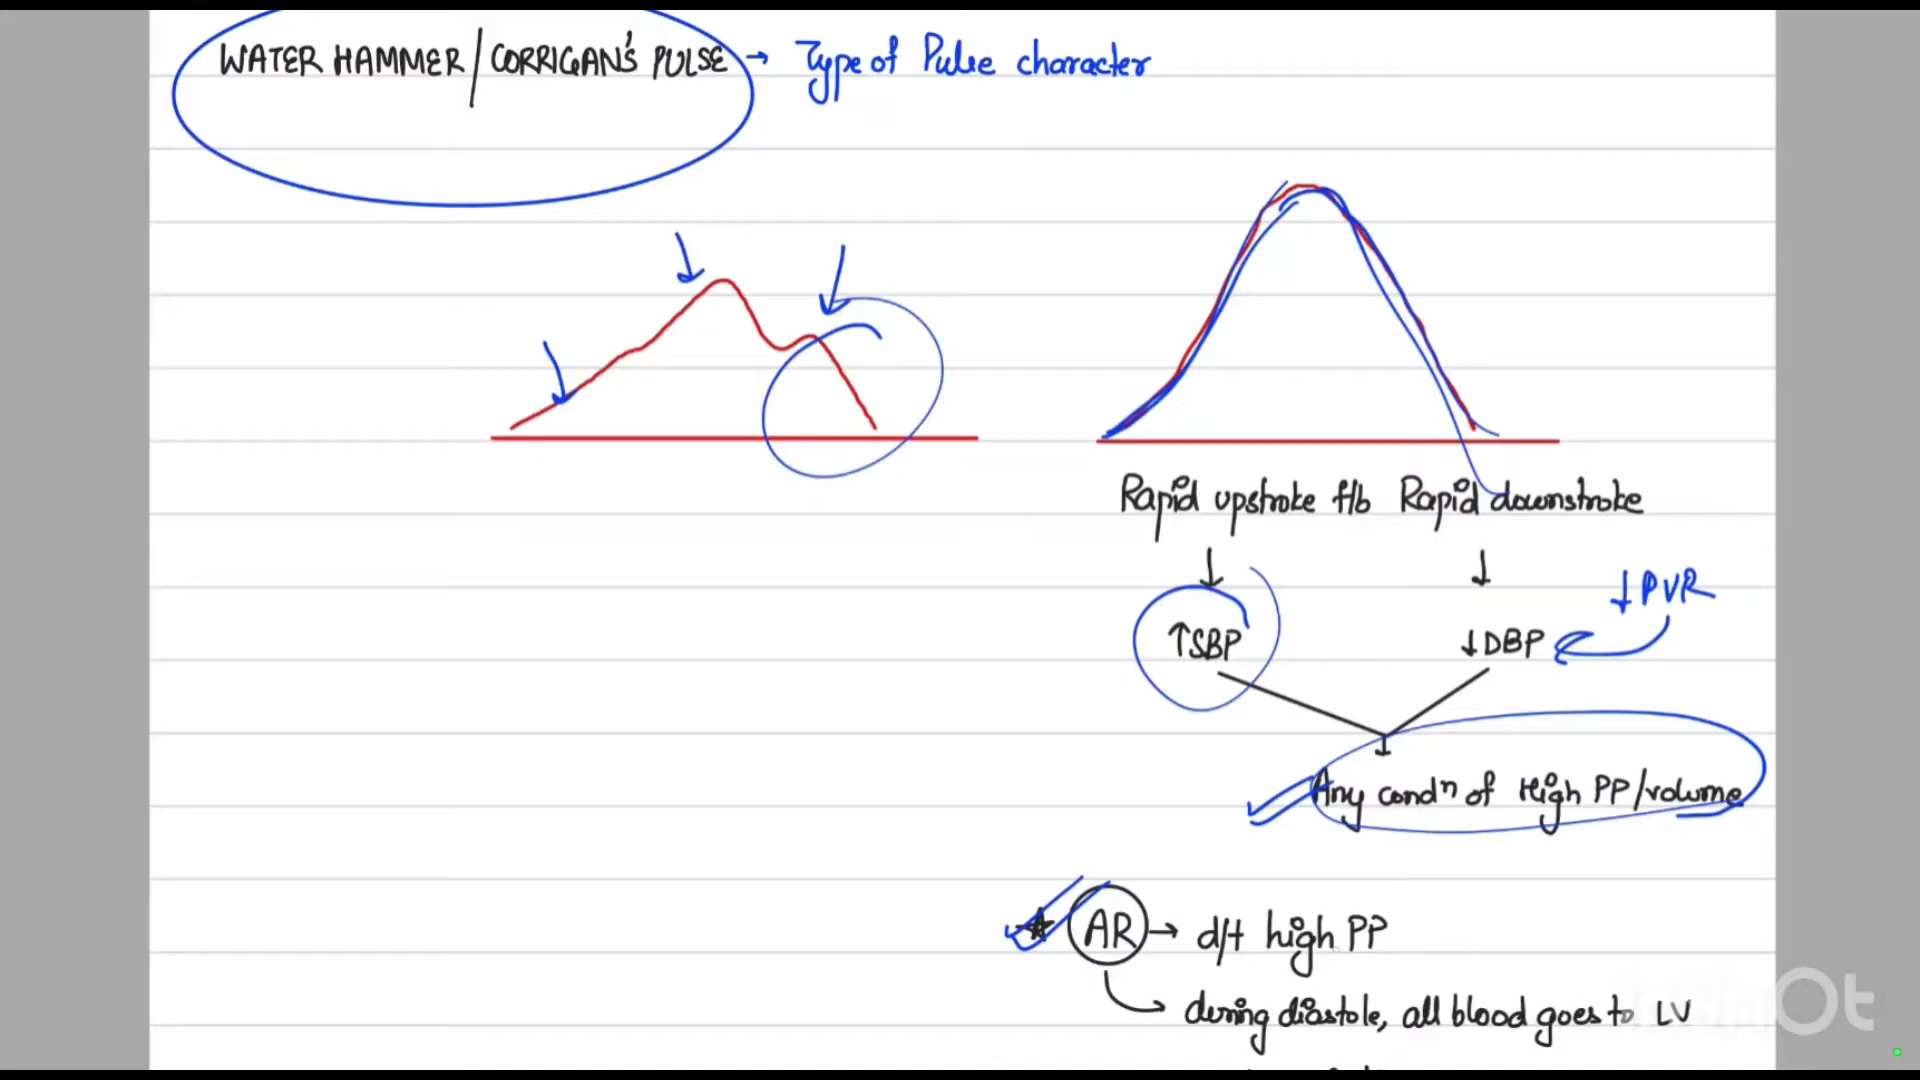 WATER HAMMER/CORRIGAN'S PULSE → Type of Pulse character
Rapid upstroke f/b Rapid downstroke
↓ ↓
↓PVR
↑SBP ↓DBP
Any condⁿ of High PP/volume
★ AR → d/t high PP
during diastole, all blood goes to LV